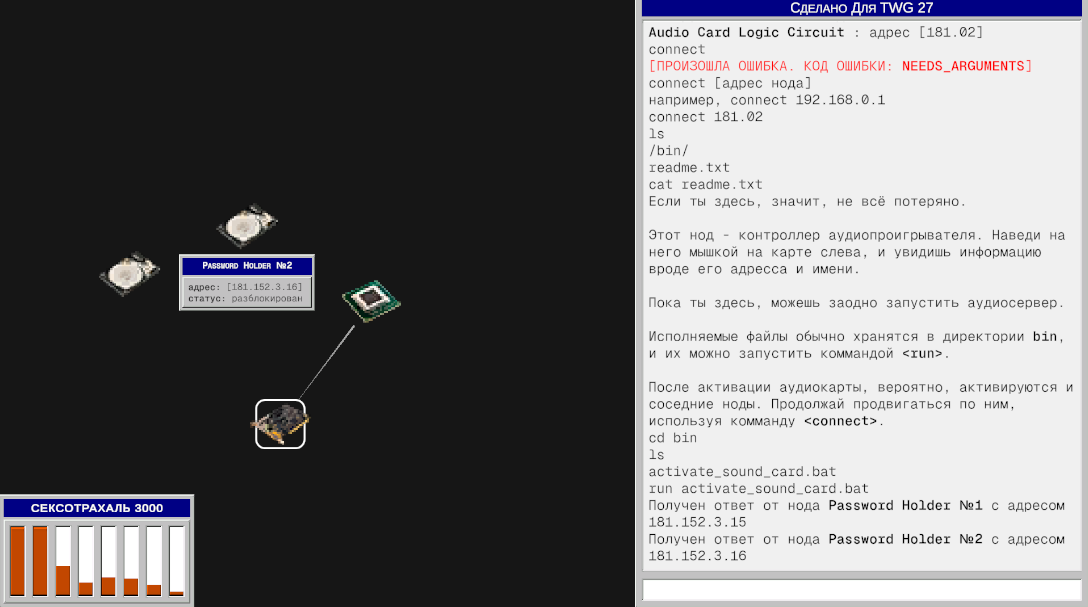 Сделано Для TWG 27
Audio Card Logic Circuit : адрес [181.02]
connect
[ПРОИЗОШЛА ОШИБКА. КОД ОШИБКИ: NEEDS_ARGUMENTS]
connect [адрес нода]
например, connect 192.168.0.1
connect 181.02
ls
/bin/
readme.txt
cat readme.txt
Если ты здесь, значит, не всё потеряно.
Этот нод - контроллер аудиопроигрывателя. Наведи на
него мышкой на карте слева, и увидишь информацию
вроде его адреса и имени.
Пока ты здесь, можешь заодно запустить аудиосервер.
Исполняемые файлы обычно хранятся в директории bin,
и их можно запустить коммандой <run>.
После активации аудиокарты, вероятно, активируются и
соседние ноды. Продолжай продвигаться по ним,
используя комманду <connect>.
cd bin
ls
activate_sound_card.bat
run activate_sound_card.bat
Получен ответ от нода Password Holder №1 с адресом
181.152.3.15
Получен ответ от нода Password Holder №2 с адресом
181.152.3.16
Password Holder №2
адрес: [181.152.3.16]
статус: разблокирован
СЕКСОТРАХАЛЬ 3000